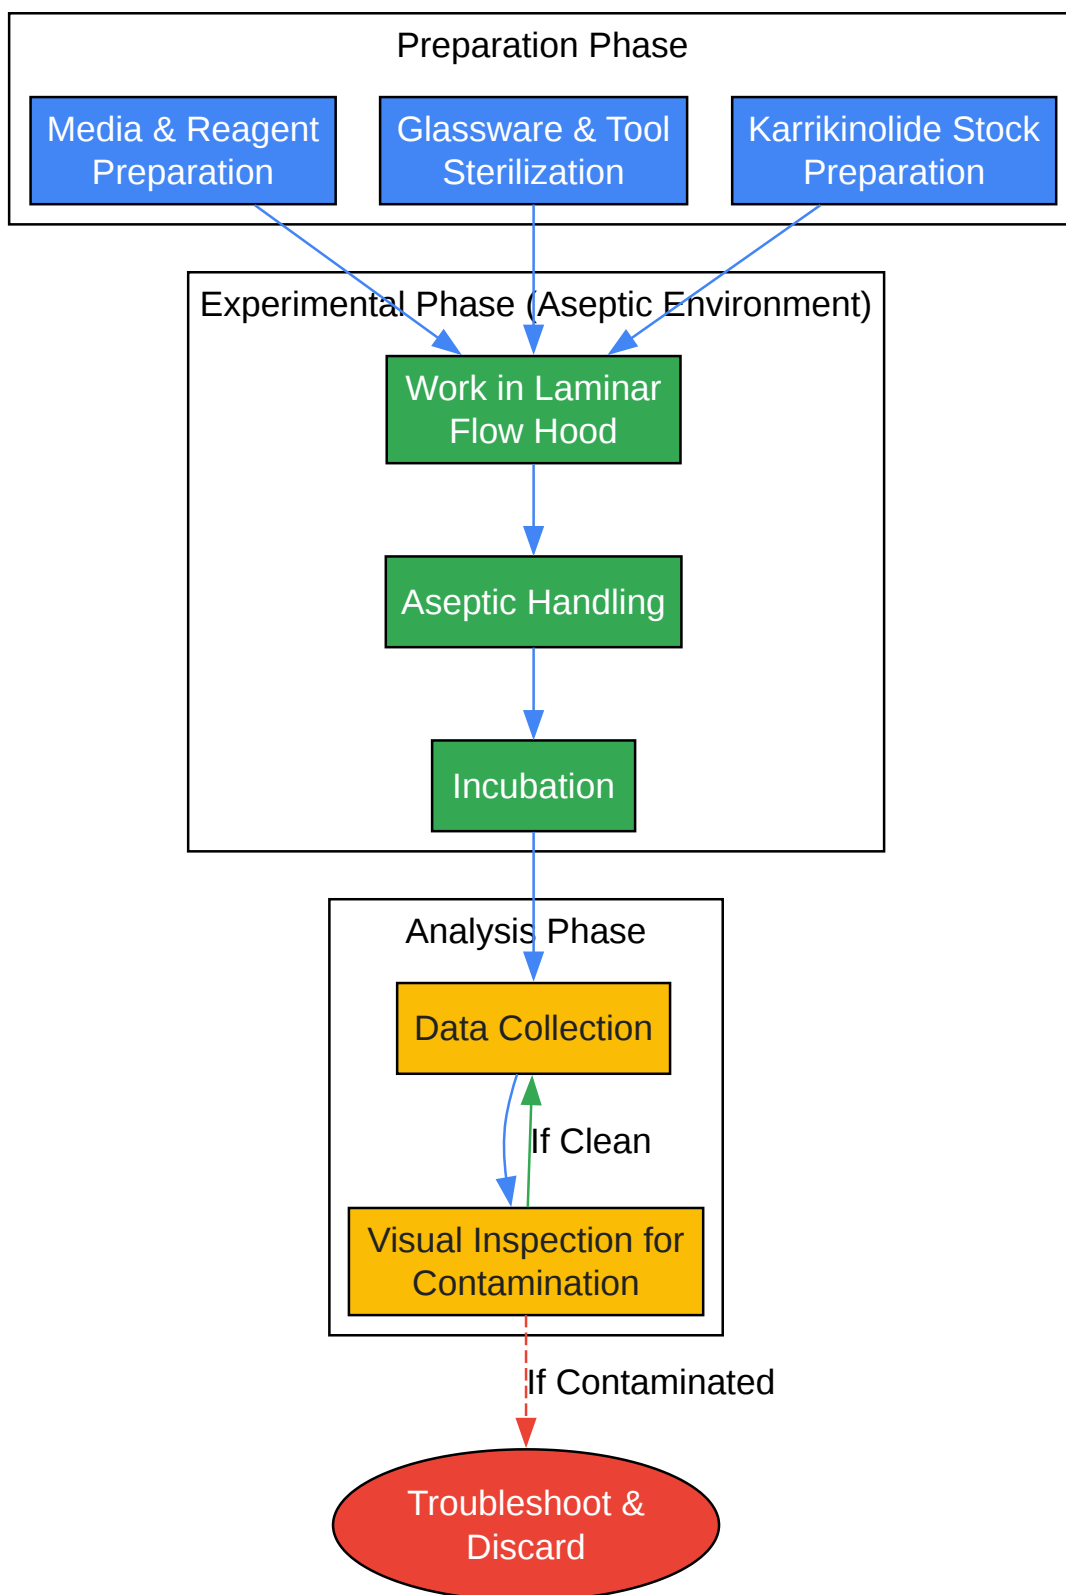 Preparation Phase
Media & Reagent
Preparation
Glassware & Tool
Sterilization
Karrikinolide Stock
Preparation
Experimental Phase (Aseptic Environment)
Work in Laminar
Flow Hood
Aseptic Handling
Incubation
Analysis Phase
Data Collection
If Clean
Visual Inspection for
Contamination
If Contaminated
Troubleshoot &
Discard